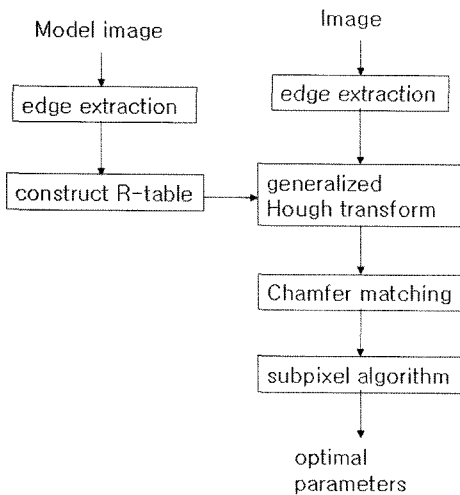 Model image
Image
edge extraction
edge extraction
construct R-table
generalized
Hough transform
Chamfer matching
subpixel algorithm
optimal
parameters